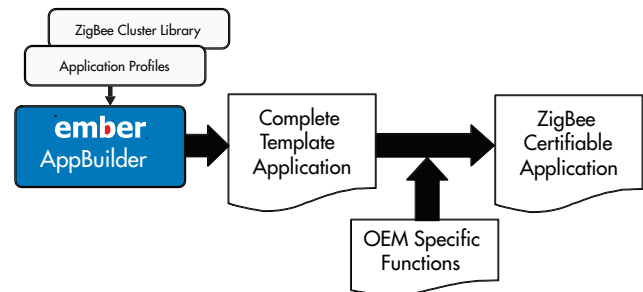 ZigBee Cluster Library
Application Profiles
ember
AppBuilder
Complete
Template
Application
ZigBee
Certifiable
Application
OEM Specific
Functions